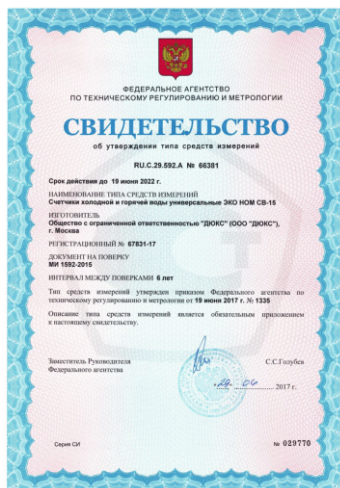 ФЕДЕРАЛЬНОЕ АГЕНТСТВО
ПО ТЕХНИЧЕСКОМУ РЕГУЛИРОВАНИЮ И МЕТРОЛОГИИ
СВИДЕТЕЛЬСТВО
об утверждении типа средств измерений
RU.C.29.592.A № 66381
Срок действия до 19 июня 2022 г.
НАИМЕНОВАНИЕ ТИПА СРЕДСТВ ИЗМЕРЕНИЙ
Счетчики холодной и горячей воды универсальные ЭКО НОМ СВ-15
ИЗГОТОВИТЕЛЬ
Общество с ограниченной ответственностью "ДЮКС" (ООО "ДЮКС"),
г. Москва
РЕГИСТРАЦИОННЫЙ № 67831-17
ДОКУМЕНТ НА ПОВЕРКУ
МИ 1592-2015
ИНТЕРВАЛ МЕЖДУ ПОВЕРКАМИ 6 лет
Тип средств измерений утвержден приказом Федерального агентства по
техническому регулированию и метрологии от 19 июня 2017 г. № 1335
Описание типа средств измерений является обязательным приложением
к настоящему свидетельству.
Заместитель Руководителя
Федерального агентства
С.С.Голубев
2017 г.
Серия СИ
№ 029770